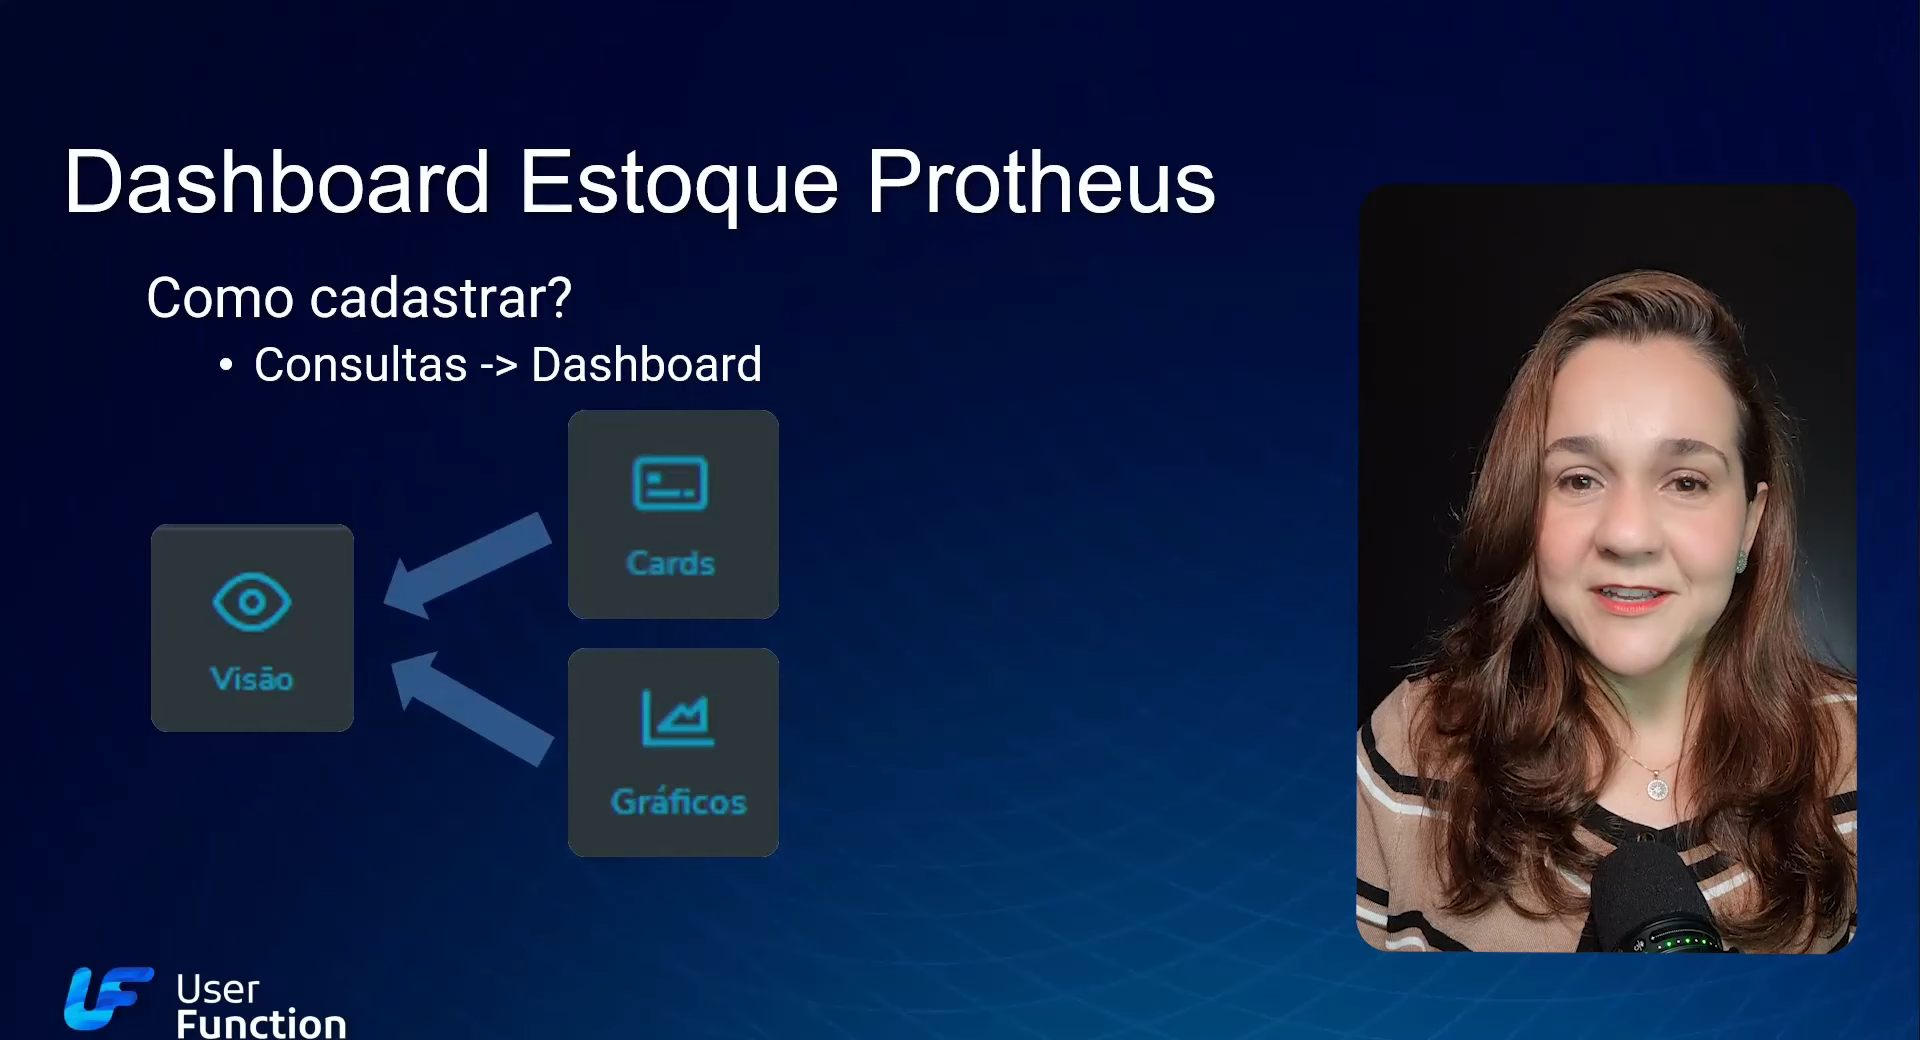 Dashboard Estoque Protheus
Como cadastrar?
• Consultas -> Dashboard
Cards
Visão
Gráficos
User
Function